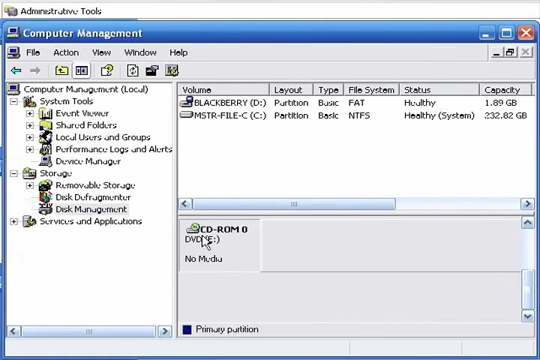 Administrative Tools
Computer Management
File Action View Window Help
Computer Management (Local)
System Tools
Event Viewer
Shared Folders
Local Users and Groups
Performance Logs and Alerts
Device Manager
Storage
Removable Storage
Disk Defragmenter
Disk Management
Services and Applications
Volume Layout Type File System Status Capacity
BLACKBERRY (D:) Partition Basic FAT Healthy 1.89 GB
MSTR-FILE-C (C:) Partition Basic NTFS Healthy (System) 232.82 GB
CD-ROM 0
No Media
Primary partition